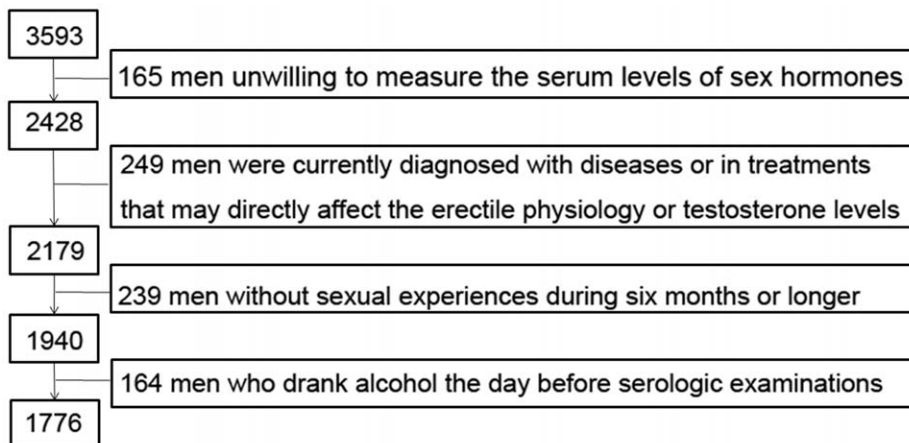 3593
165 men unwilling to measure the serum levels of sex hormones
2428
249 men were currently diagnosed with diseases or in treatments
that may directly affect the erectile physiology or testosterone levels
2179
239 men without sexual experiences during six months or longer
1940
164 men who drank alcohol the day before serologic examinations
1776